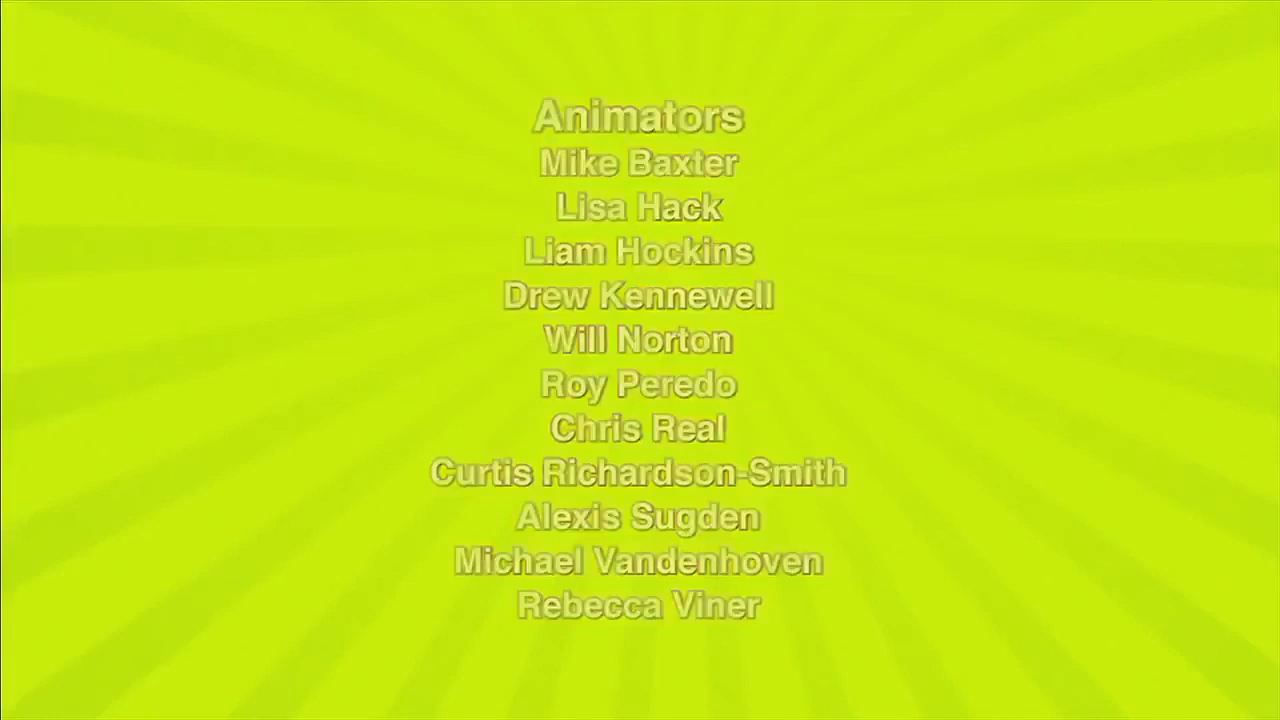 Animators
Mike Baxter
Lisa Hack
Liam Hockins
Drew Kennewell
Will Norton
Roy Peredo
Chris Real
Curtis Richardson-Smith
Alexis Sugden
Michael Vandenhoven
Rebecca Viner